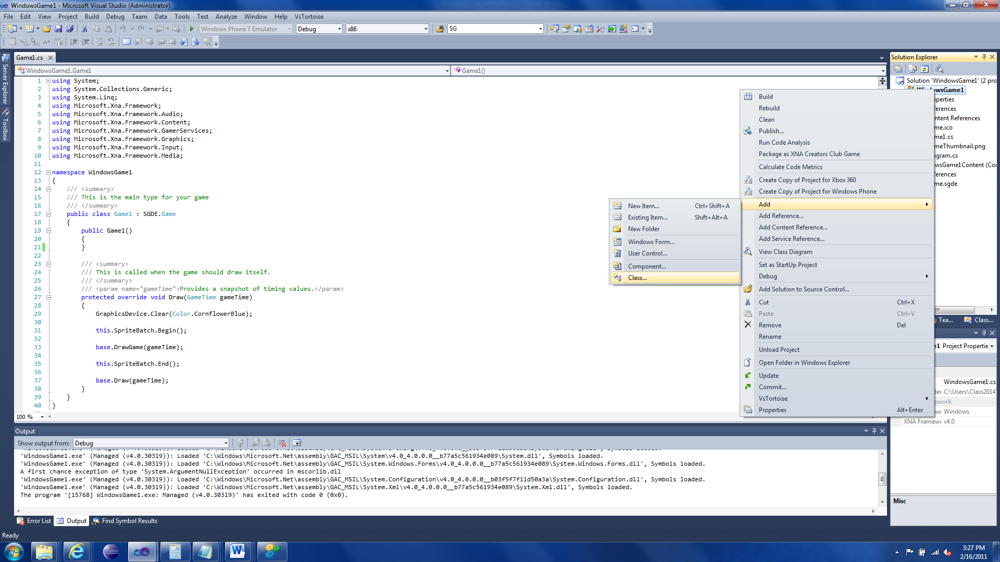 WindowsGame1 - Microsoft Visual Studio (Administrator)
File Edit View Project Build Debug Team Data Tools Test Analyze Window Help VsTortoise
Windows Phone 7 Emulator Debug x86 SG
Game1.cs
WindowsGame1.Game1 Game1()
Server Explorer
Toolbox
1 using System;
2 using System.Collections.Generic;
3 using System.Linq;
4 using Microsoft.Xna.Framework;
5 using Microsoft.Xna.Framework.Audio;
6 using Microsoft.Xna.Framework.Content;
7 using Microsoft.Xna.Framework.GamerServices;
8 using Microsoft.Xna.Framework.Graphics;
9 using Microsoft.Xna.Framework.Input;
10 using Microsoft.Xna.Framework.Media;
11
12 namespace WindowsGame1
13 {
14 /// <summary>
15 /// This is the main type for your game
16 /// </summary>
17 public class Game1 : SGDE.Game
18 {
19 public Game1()
20 {
21 }
22
23 /// <summary>
24 /// This is called when the game should draw itself.
25 /// </summary>
26 /// <param name="gameTime">Provides a snapshot of timing values.</param>
27 protected override void Draw(GameTime gameTime)
28 {
29 GraphicsDevice.Clear(Color.CornflowerBlue);
30
31 this.SpriteBatch.Begin();
32
33 base.DrawGame(gameTime);
34
35 this.SpriteBatch.End();
36
37 base.Draw(gameTime);
38 }
39 }
40 }
100 %
New Item... Ctrl+Shift+A
Existing Item... Shift+Alt+A
New Folder
Windows Form...
User Control...
Component...
Class...
Build
Rebuild
Clean
Publish...
Run Code Analysis
Package as XNA Creators Club Game
Calculate Code Metrics
Create Copy of Project for Xbox 360
Create Copy of Project for Windows Phone
Add
Add Reference...
Add Content Reference...
Add Service Reference...
View Class Diagram
Set as StartUp Project
Debug
Add Solution to Source Control...
Cut Ctrl+X
Paste Ctrl+V
Remove Del
Rename
Unload Project
Open Folder in Windows Explorer
Update
Commit...
VsTortoise
Properties Alt+Enter
Solution Explorer
Solution 'WindowsGame1' (2 pro
WindowsGame1
operties
ferences
ntent References
me.ico
me1.cs
meThumbnail.png
ogram.cs
wsGame1Content (Co
ferences
me.sgde
Tea... Class...
e1 Project Propertie
WindowsGame1.cs
der C:\Users\Class2014\
work
Framewc Windows
XNA Framewc v4.0
Misc
Output
Show output from: Debug
'WindowsGame1.exe' (Managed (v4.0.30319)): Loaded 'C:\Windows\Microsoft.Net\assembly\GAC_MSIL\System\v4.0_4.0.0.0__b77a5c561934e089\System.dll', Symbols loaded.
'WindowsGame1.exe' (Managed (v4.0.30319)): Loaded 'C:\Windows\Microsoft.Net\assembly\GAC_MSIL\System.Windows.Forms\v4.0_4.0.0.0__b77a5c561934e089\System.Windows.Forms.dll', Symbols loaded.
A first chance exception of type 'System.ArgumentNullException' occurred in mscorlib.dll
'WindowsGame1.exe' (Managed (v4.0.30319)): Loaded 'C:\Windows\Microsoft.Net\assembly\GAC_MSIL\System.Configuration\v4.0_4.0.0.0__b03f5f7f11d50a3a\System.Configuration.dll', Symbols loaded.
'WindowsGame1.exe' (Managed (v4.0.30319)): Loaded 'C:\Windows\Microsoft.Net\assembly\GAC_MSIL\System.Xml\v4.0_4.0.0.0__b77a5c561934e089\System.Xml.dll', Symbols loaded.
The program '[15768] WindowsGame1.exe: Managed (v4.0.30319)' has exited with code 0 (0x0).
Error List Output Find Symbol Results
Ready
3:27 PM
2/16/2011